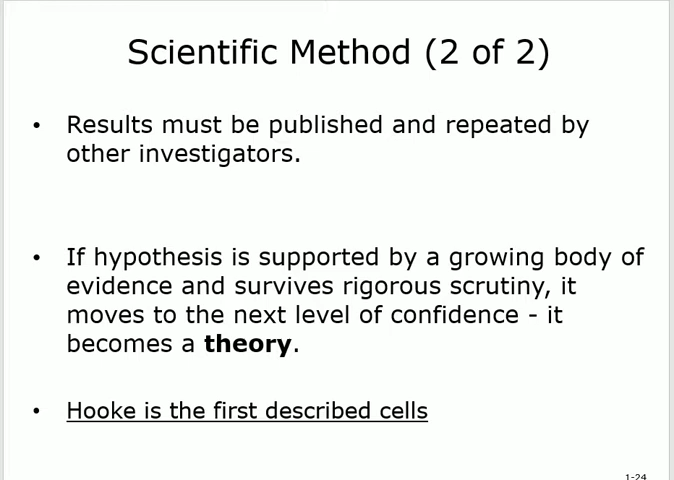 Scientific Method (2 of 2)
• Results must be published and repeated by
other investigators.
• If hypothesis is supported by a growing body of
evidence and survives rigorous scrutiny, it
moves to the next level of confidence - it
becomes a theory.
• Hooke is the first described cells
1-24